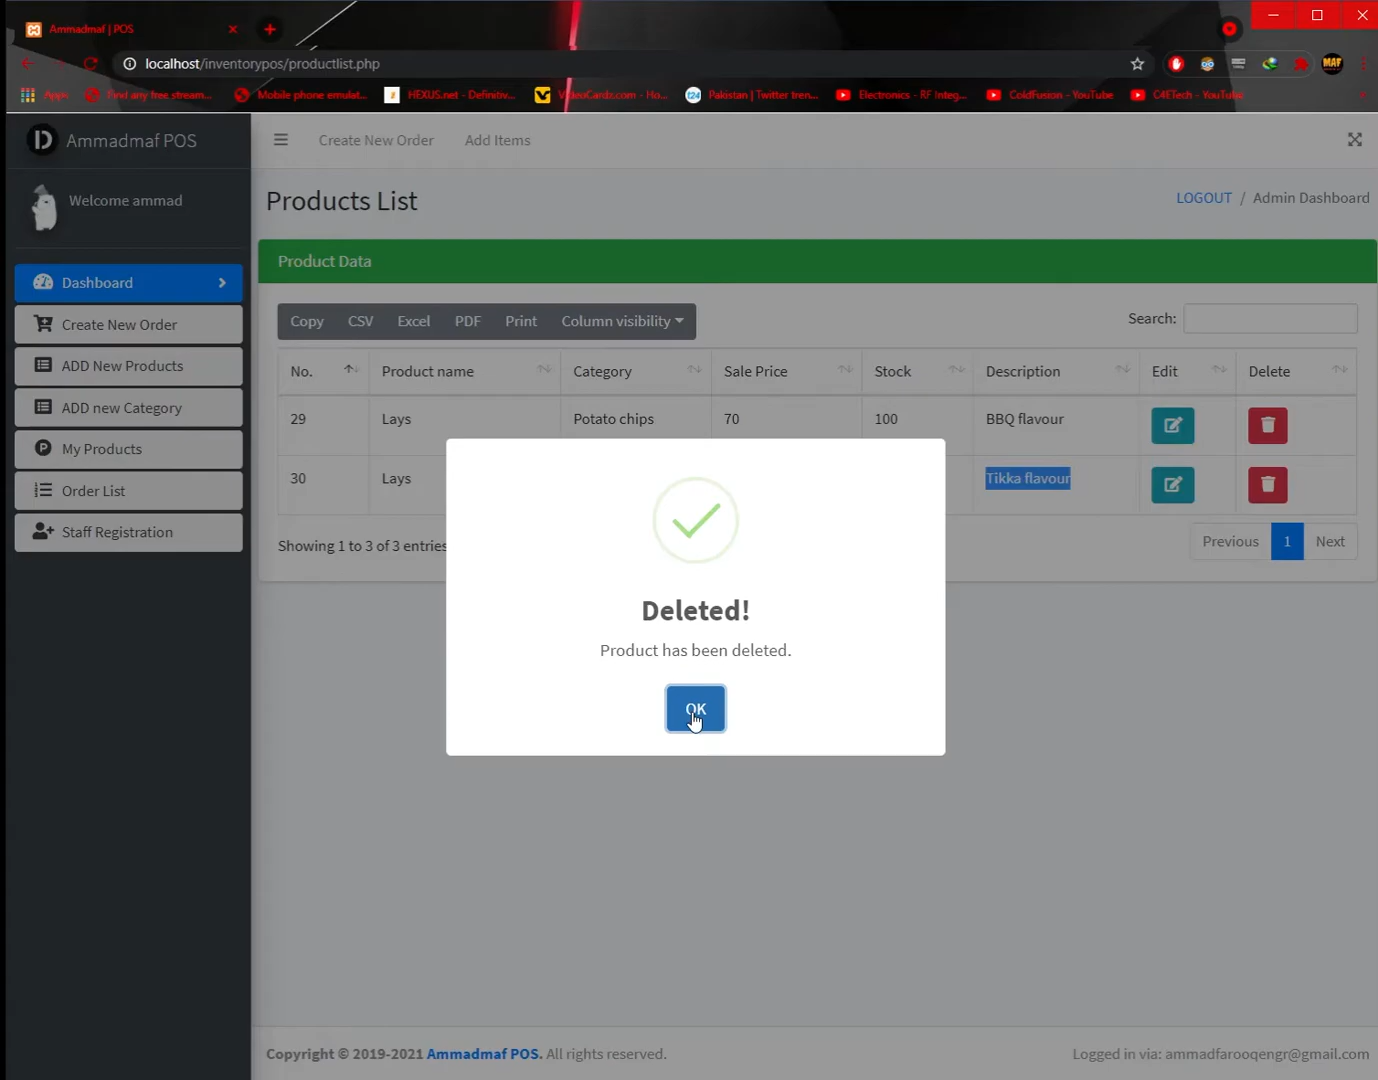 Ammadmaf | POS
localhost/inventorypos/productlist.php
MAF
Apps
Find any free stream...
Mobile phone emulat...
HEXUS.net - Definitiv...
VideoCardz.com - Ho...
t24
Pakistan | Twitter tren...
Electronics - RF Integ...
ColdFusion - YouTube
C4ETech - YouTube
Ammadmaf POS
Create New Order
Add Items
Welcome ammad
Products List
LOGOUT / Admin Dashboard
Dashboard
Create New Order
ADD New Products
ADD new Category
My Products
Order List
Staff Registration
Product Data
Copy CSV Excel PDF Print Column visibility
Search:
No. Product name Category Sale Price Stock Description Edit Delete
29 Lays Potato chips 70 100 BBQ flavour
30 Lays Tikka flavour
Showing 1 to 3 of 3 entries
Previous 1 Next
Deleted!
Product has been deleted.
OK
Copyright © 2019-2021 Ammadmaf POS. All rights reserved.
Logged in via: ammadfarooqengr@gmail.com